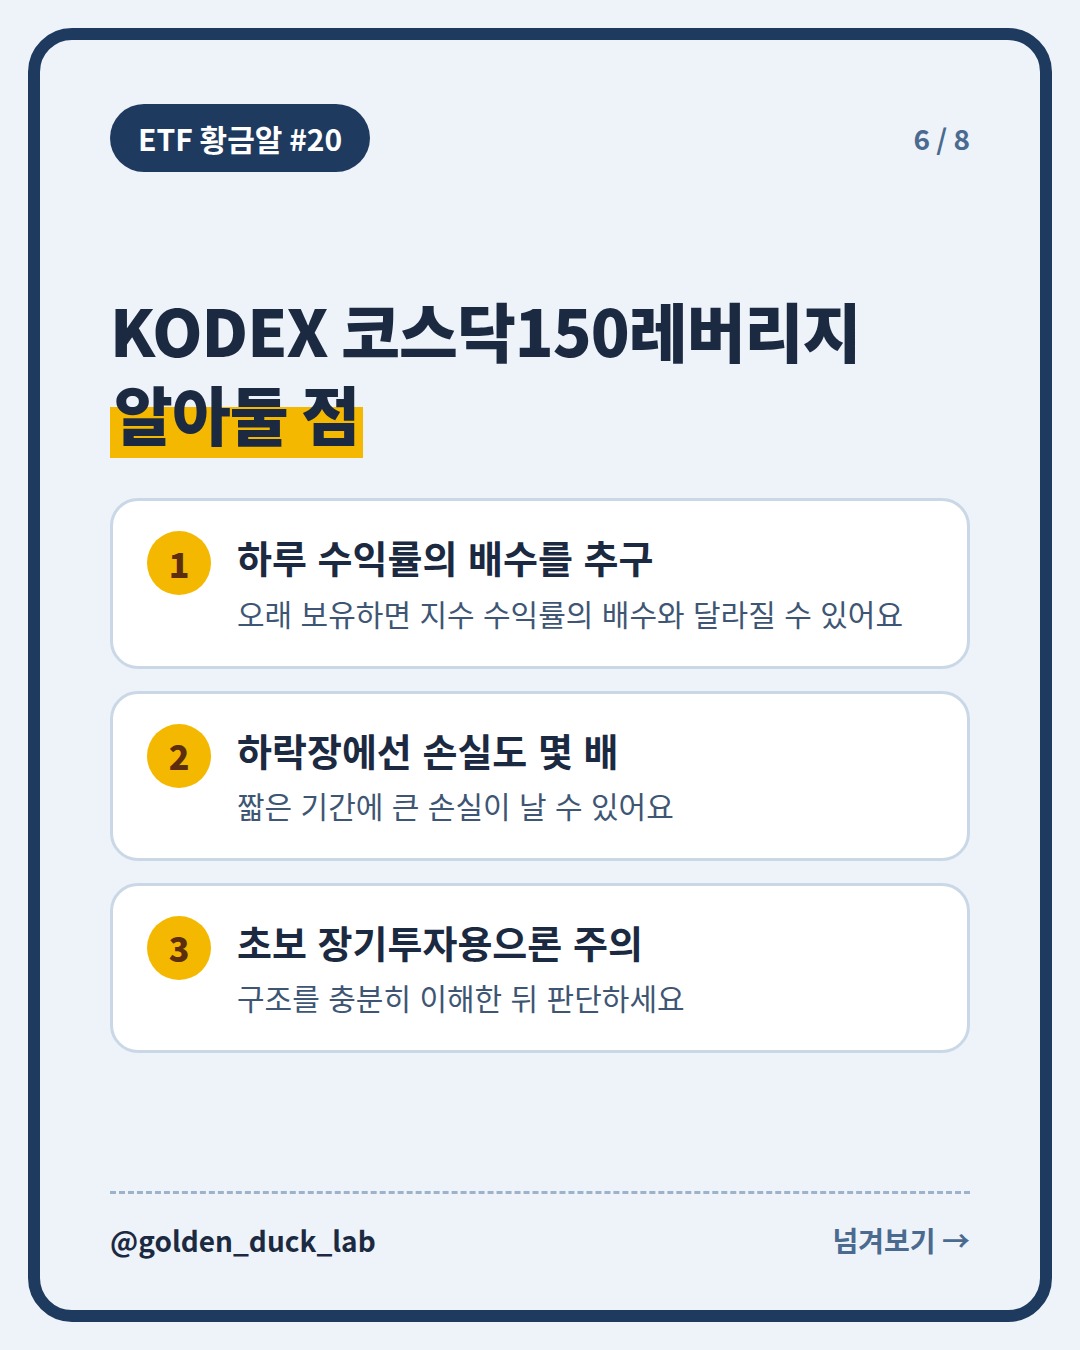 ETF 황금알 #20
6 / 8
KODEX 코스닥150레버리지
알아둘 점
1
하루 수익률의 배수를 추구
오래 보유하면 지수 수익률의 배수와 달라질 수 있어요
2
하락장에선 손실도 몇 배
짧은 기간에 큰 손실이 날 수 있어요
3
초보 장기투자용으론 주의
구조를 충분히 이해한 뒤 판단하세요
@golden_duck_lab
넘겨보기 →